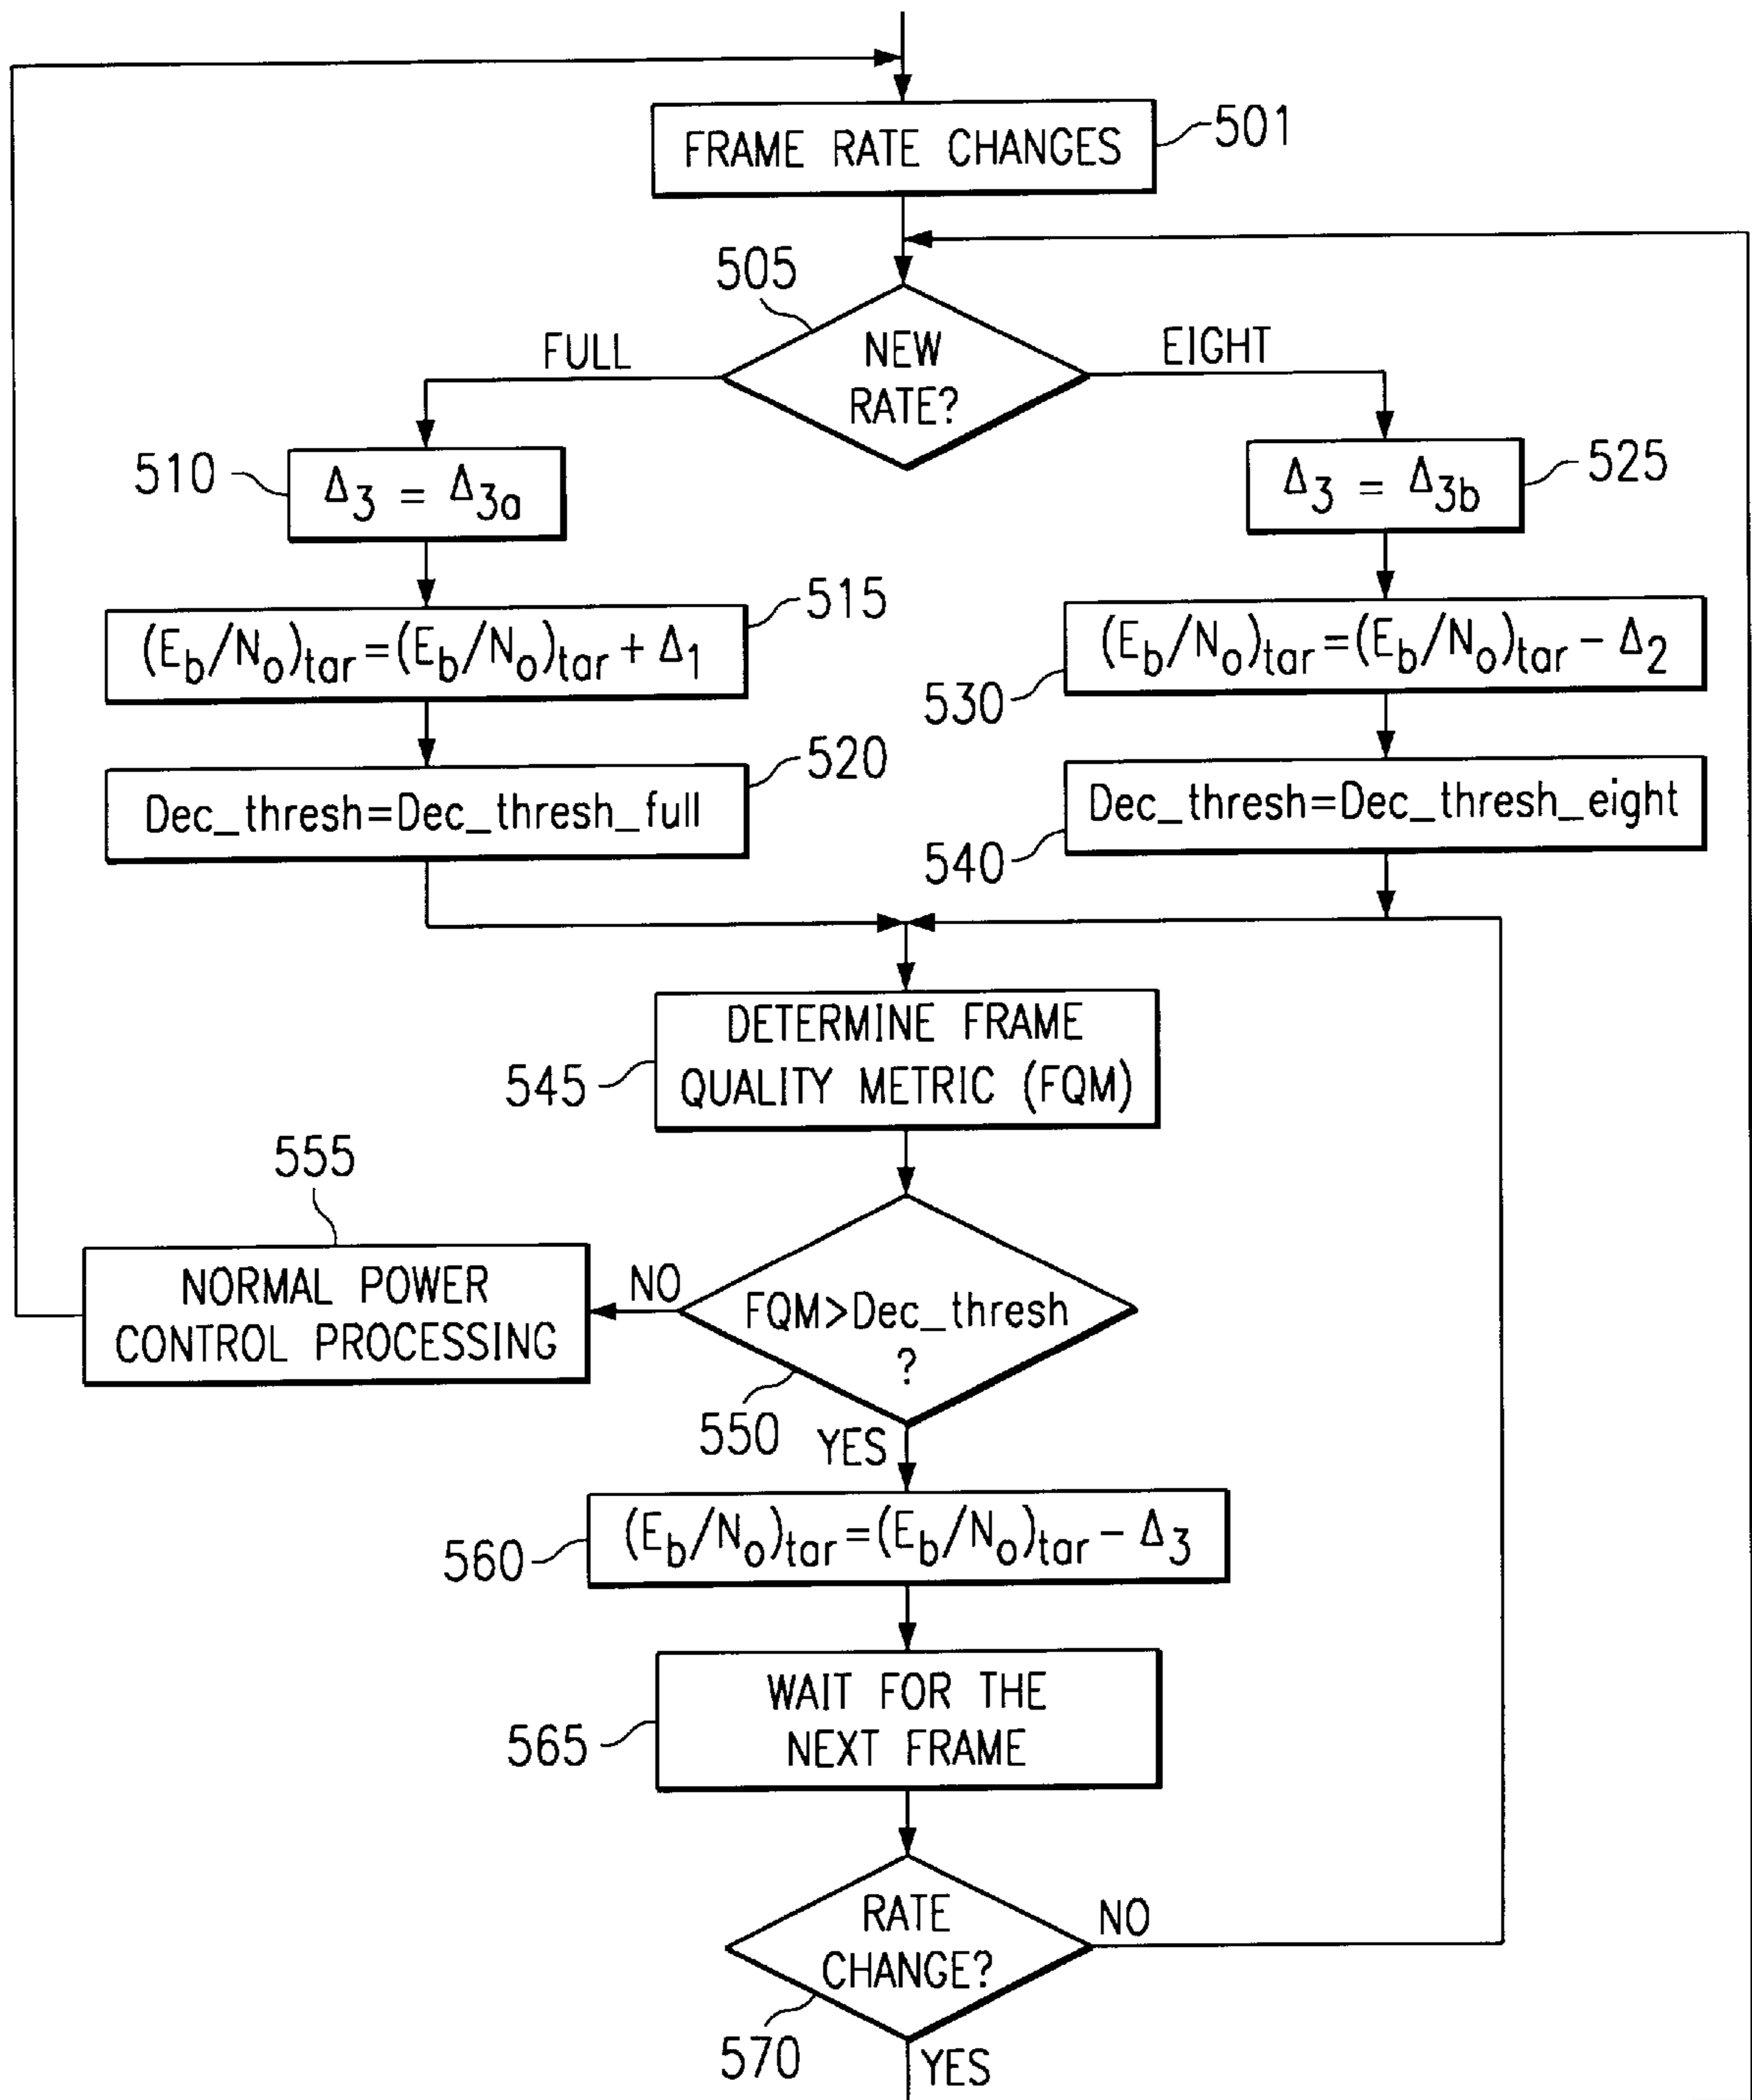 FRAME RATE CHANGES
501
505
NEW
RATE?
FULL
EIGHT
510
Δ3 = Δ3a
Δ3 = Δ3b
525
515
(Eb/No)tar=(Eb/No)tar + Δ1
(Eb/No)tar=(Eb/No)tar - Δ2
530
520
Dec_thresh=Dec_thresh_full
Dec_thresh=Dec_thresh_eight
540
DETERMINE FRAME
QUALITY METRIC (FQM)
545
555
NORMAL POWER
CONTROL PROCESSING
NO
FQM>Dec_thresh
?
550
YES
(Eb/No)tar=(Eb/No)tar - Δ3
560
WAIT FOR THE
NEXT FRAME
565
RATE
CHANGE?
NO
570
YES